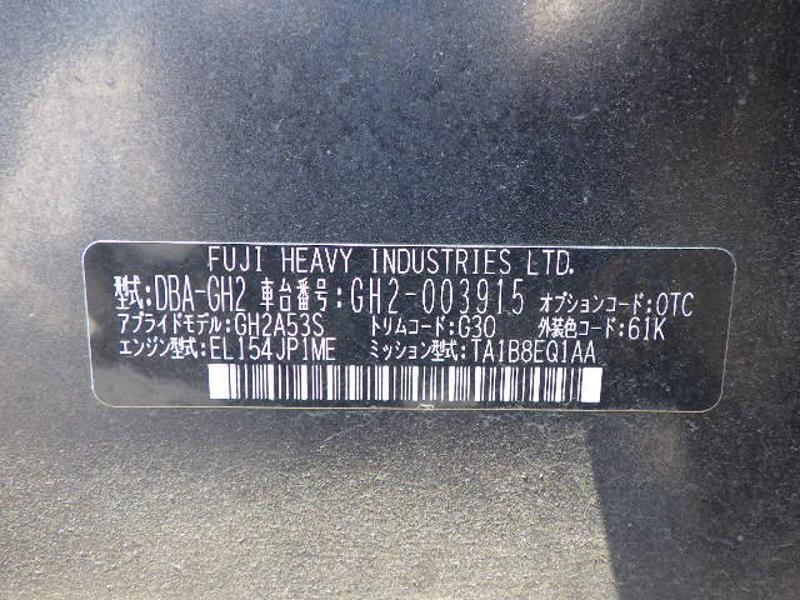 FUJI HEAVY INDUSTRIES LTD.
型式:DBA-GH2 車台番号:GH2-003915 オプションコード:OTC
アプライドモデル:GH2A53S トリムコード:G30 外装色コード:61K
エンジン型式:EL154JP1ME ミッション型式:TA1B8EQ1AA